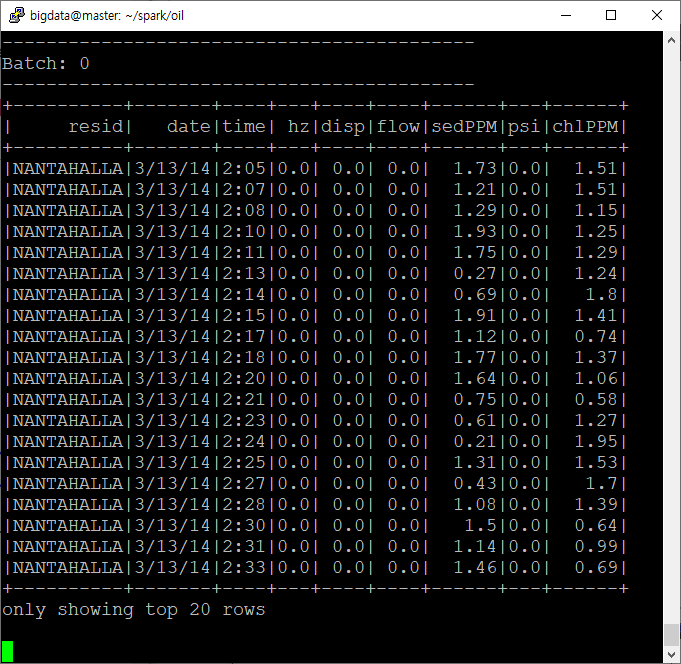 bigdata@master: ~/spark/oil
-------------------------------------------
Batch: 0
-------------------------------------------
+----------+-------+----+---+----+----+------+---+------+
|     resid|   date|time| hz|disp|flow|sedPPM|psi|chlPPM|
+----------+-------+----+---+----+----+------+---+------+
|NANTAHALLA|3/13/14|2:05|0.0| 0.0| 0.0|  1.73|0.0|  1.51|
|NANTAHALLA|3/13/14|2:07|0.0| 0.0| 0.0|  1.21|0.0|  1.51|
|NANTAHALLA|3/13/14|2:08|0.0| 0.0| 0.0|  1.29|0.0|  1.15|
|NANTAHALLA|3/13/14|2:10|0.0| 0.0| 0.0|  1.93|0.0|  1.25|
|NANTAHALLA|3/13/14|2:11|0.0| 0.0| 0.0|  1.75|0.0|  1.29|
|NANTAHALLA|3/13/14|2:13|0.0| 0.0| 0.0|  0.27|0.0|  1.24|
|NANTAHALLA|3/13/14|2:14|0.0| 0.0| 0.0|  0.69|0.0|   1.8|
|NANTAHALLA|3/13/14|2:15|0.0| 0.0| 0.0|  1.91|0.0|  1.41|
|NANTAHALLA|3/13/14|2:17|0.0| 0.0| 0.0|  1.12|0.0|  0.74|
|NANTAHALLA|3/13/14|2:18|0.0| 0.0| 0.0|  1.77|0.0|  1.37|
|NANTAHALLA|3/13/14|2:20|0.0| 0.0| 0.0|  1.64|0.0|  1.06|
|NANTAHALLA|3/13/14|2:21|0.0| 0.0| 0.0|  0.75|0.0|  0.58|
|NANTAHALLA|3/13/14|2:23|0.0| 0.0| 0.0|  0.61|0.0|  1.27|
|NANTAHALLA|3/13/14|2:24|0.0| 0.0| 0.0|  0.21|0.0|  1.95|
|NANTAHALLA|3/13/14|2:25|0.0| 0.0| 0.0|  1.31|0.0|  1.53|
|NANTAHALLA|3/13/14|2:27|0.0| 0.0| 0.0|  0.43|0.0|   1.7|
|NANTAHALLA|3/13/14|2:28|0.0| 0.0| 0.0|  1.08|0.0|  1.39|
|NANTAHALLA|3/13/14|2:30|0.0| 0.0| 0.0|   1.5|0.0|  0.64|
|NANTAHALLA|3/13/14|2:31|0.0| 0.0| 0.0|  1.14|0.0|  0.99|
|NANTAHALLA|3/13/14|2:33|0.0| 0.0| 0.0|  1.46|0.0|  0.69|
+----------+-------+----+---+----+----+------+---+------+
only showing top 20 rows